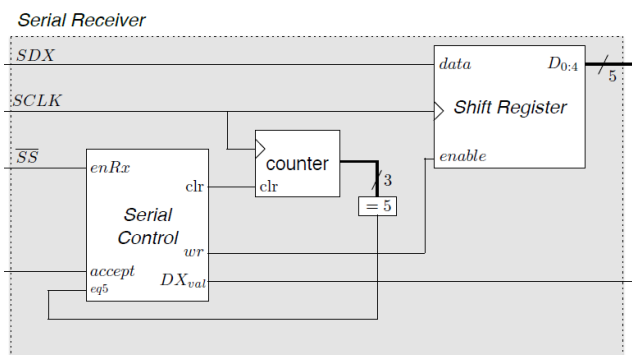 Serial Receiver
SDX
data
D0:4
5
SCLK
Shift Register
SS
enRx
counter
enable
clr
clr
3
= 5
Serial
Control
wr
accept
DXval
eq5